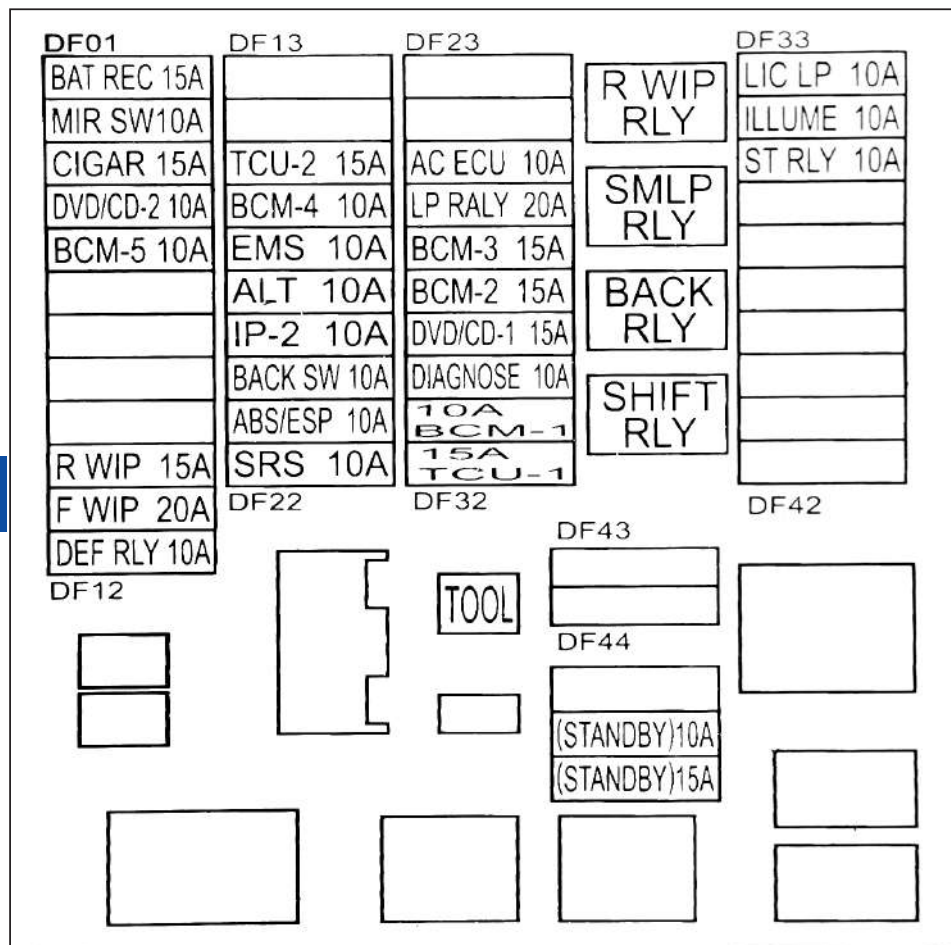 DF01
BAT REC 15A
MIR SW10A
CIGAR 15A
DVD/CD-2 10A
BCM-5 10A
R WIP 15A
F WIP 20A
DEF RLY 10A
DF12
DF13
TCU-2 15A
BCM-4 10A
EMS 10A
ALT 10A
IP-2 10A
BACK SW 10A
ABS/ESP 10A
SRS 10A
DF22
DF23
AC ECU 10A
LP RALY 20A
BCM-3 15A
BCM-2 15A
DVD/CD-1 15A
DIAGNOSE 10A
10A
BCM-1
15A
TCU-1
DF32
R WIP
RLY
SMLP
RLY
BACK
RLY
SHIFT
RLY
DF33
LIC LP 10A
ILLUME 10A
ST RLY 10A
DF42
TOOL
DF43
DF44
(STANDBY)10A
(STANDBY)15A